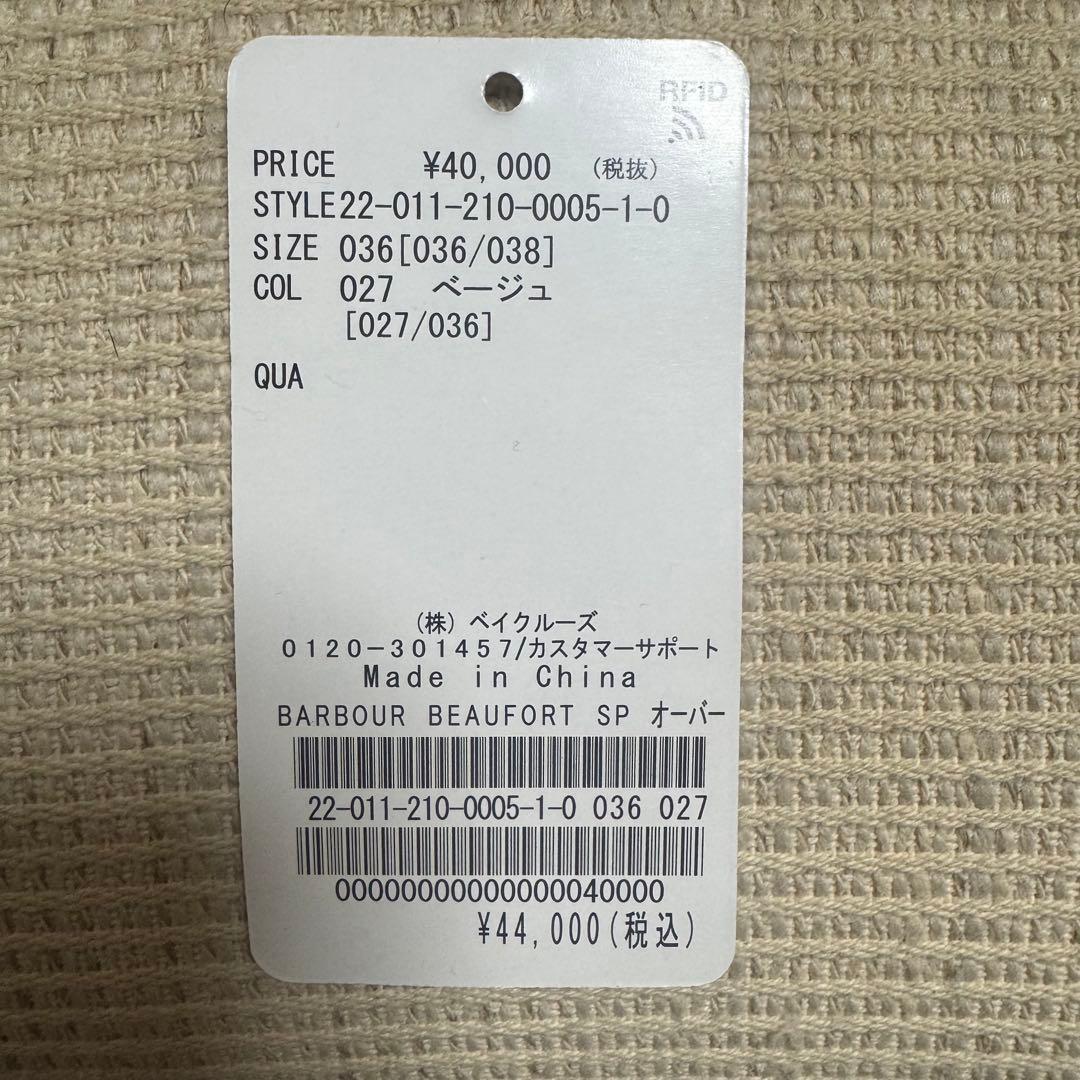 RFID
PRICE ¥40,000 (税抜)
STYLE22-011-210-0005-1-0
SIZE 036[036/038]
COL 027 ベージュ
[027/036]
QUA
(株) ベイクルーズ
0120-301457/カスタマーサポート
Made in China
BARBOUR BEAUFORT SP オーバー
22-011-210-0005-1-0 036 027
00000000000000040000
¥44,000(税込)